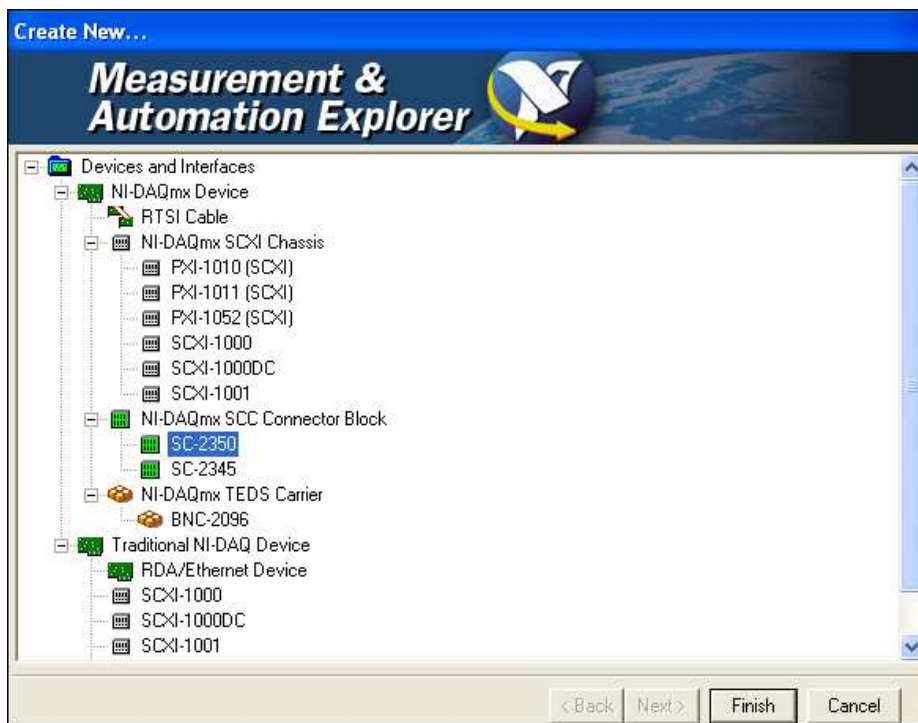 Create New...
Measurement &
Automation Explorer
Devices and Interfaces
NI-DAQmx Device
RTSI Cable
NI-DAQmx SCXI Chassis
PXI-1010 (SCXI)
PXI-1011 (SCXI)
PXI-1052 (SCXI)
SCXI-1000
SCXI-1000DC
SCXI-1001
NI-DAQmx SCC Connector Block
SC-2350
SC-2345
NI-DAQmx TEDS Carrier
BNC-2096
Traditional NI-DAQ Device
RDA/Ethernet Device
SCXI-1000
SCXI-1000DC
SCXI-1001
< Back Next > Finish Cancel